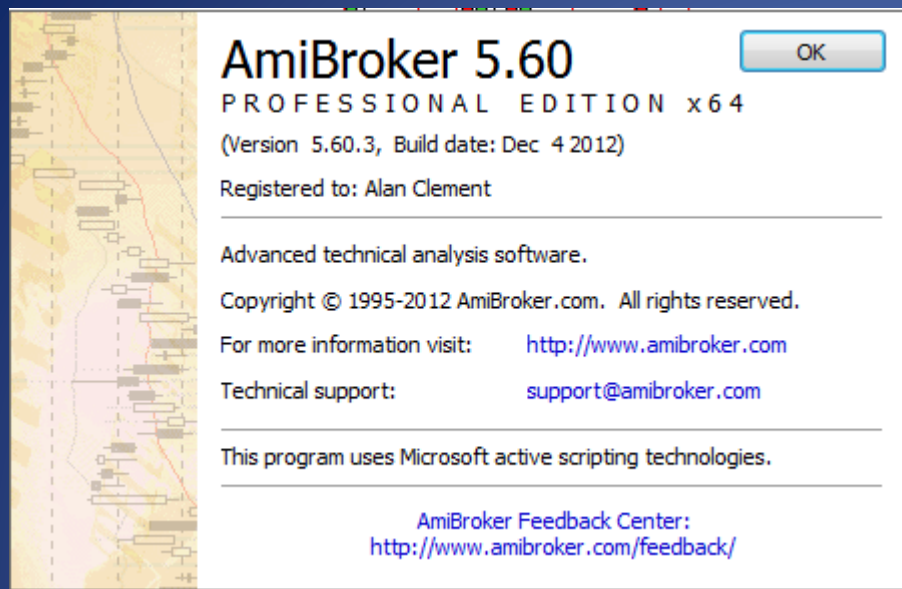 AmiBroker 5.60
OK
PROFESSIONAL EDITION x64
(Version 5.60.3, Build date: Dec 4 2012)
Registered to: Alan Clement
Advanced technical analysis software.
Copyright © 1995-2012 AmiBroker.com. All rights reserved.
For more information visit: http://www.amibroker.com
Technical support: support@amibroker.com
This program uses Microsoft active scripting technologies.
AmiBroker Feedback Center:
http://www.amibroker.com/feedback/